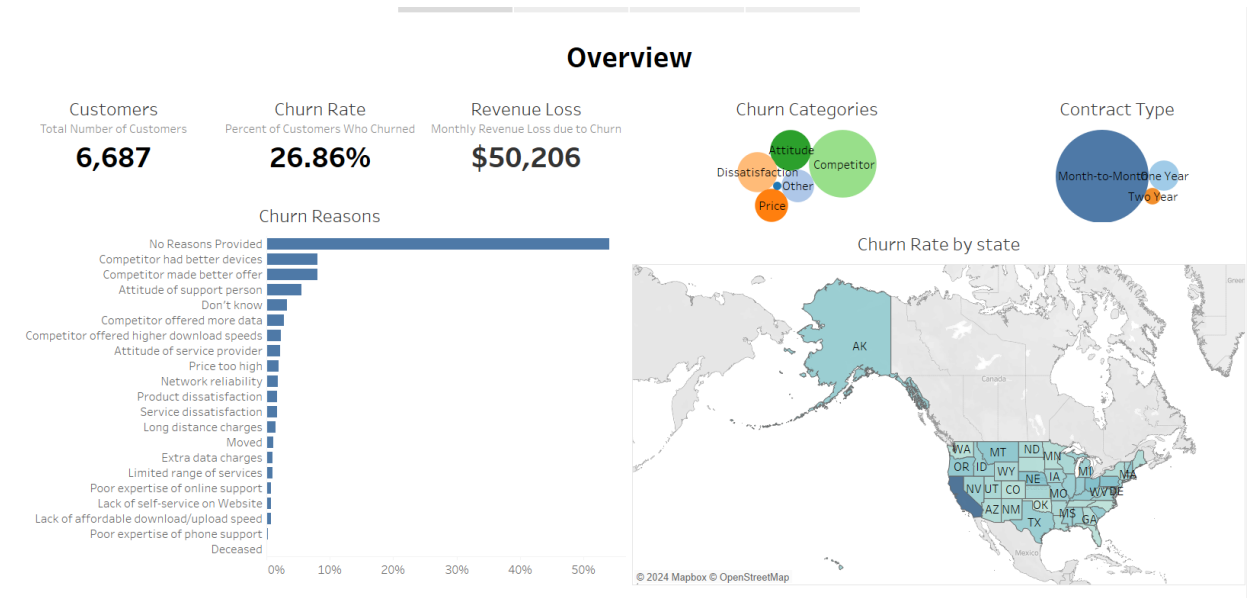 Overview
Customers
Total Number of Customers
6,687
Churn Rate
Percent of Customers Who Churned
26.86%
Revenue Loss
Monthly Revenue Loss due to Churn
$50,206
Churn Categories
Attitude
Competitor
Dissatisfaction
Other
Price
Contract Type
Month-to-Month
One Year
Two Year
Churn Reasons
No Reasons Provided
Competitor had better devices
Competitor made better offer
Attitude of support person
Don't know
Competitor offered more data
Competitor offered higher download speeds
Attitude of service provider
Price too high
Network reliability
Product dissatisfaction
Service dissatisfaction
Long distance charges
Moved
Extra data charges
Limited range of services
Poor expertise of online support
Lack of self-service on Website
Lack of affordable download/upload speed
Poor expertise of phone support
Deceased
0% 10% 20% 30% 40% 50%
Churn Rate by state
Greer
AK
Canada
WA MT ND MN
OR ID WY MI MA
NV UT CO NE IA WV DE
AZ NM OK MO
TX MS GA
Mexico
© 2024 Mapbox © OpenStreetMap